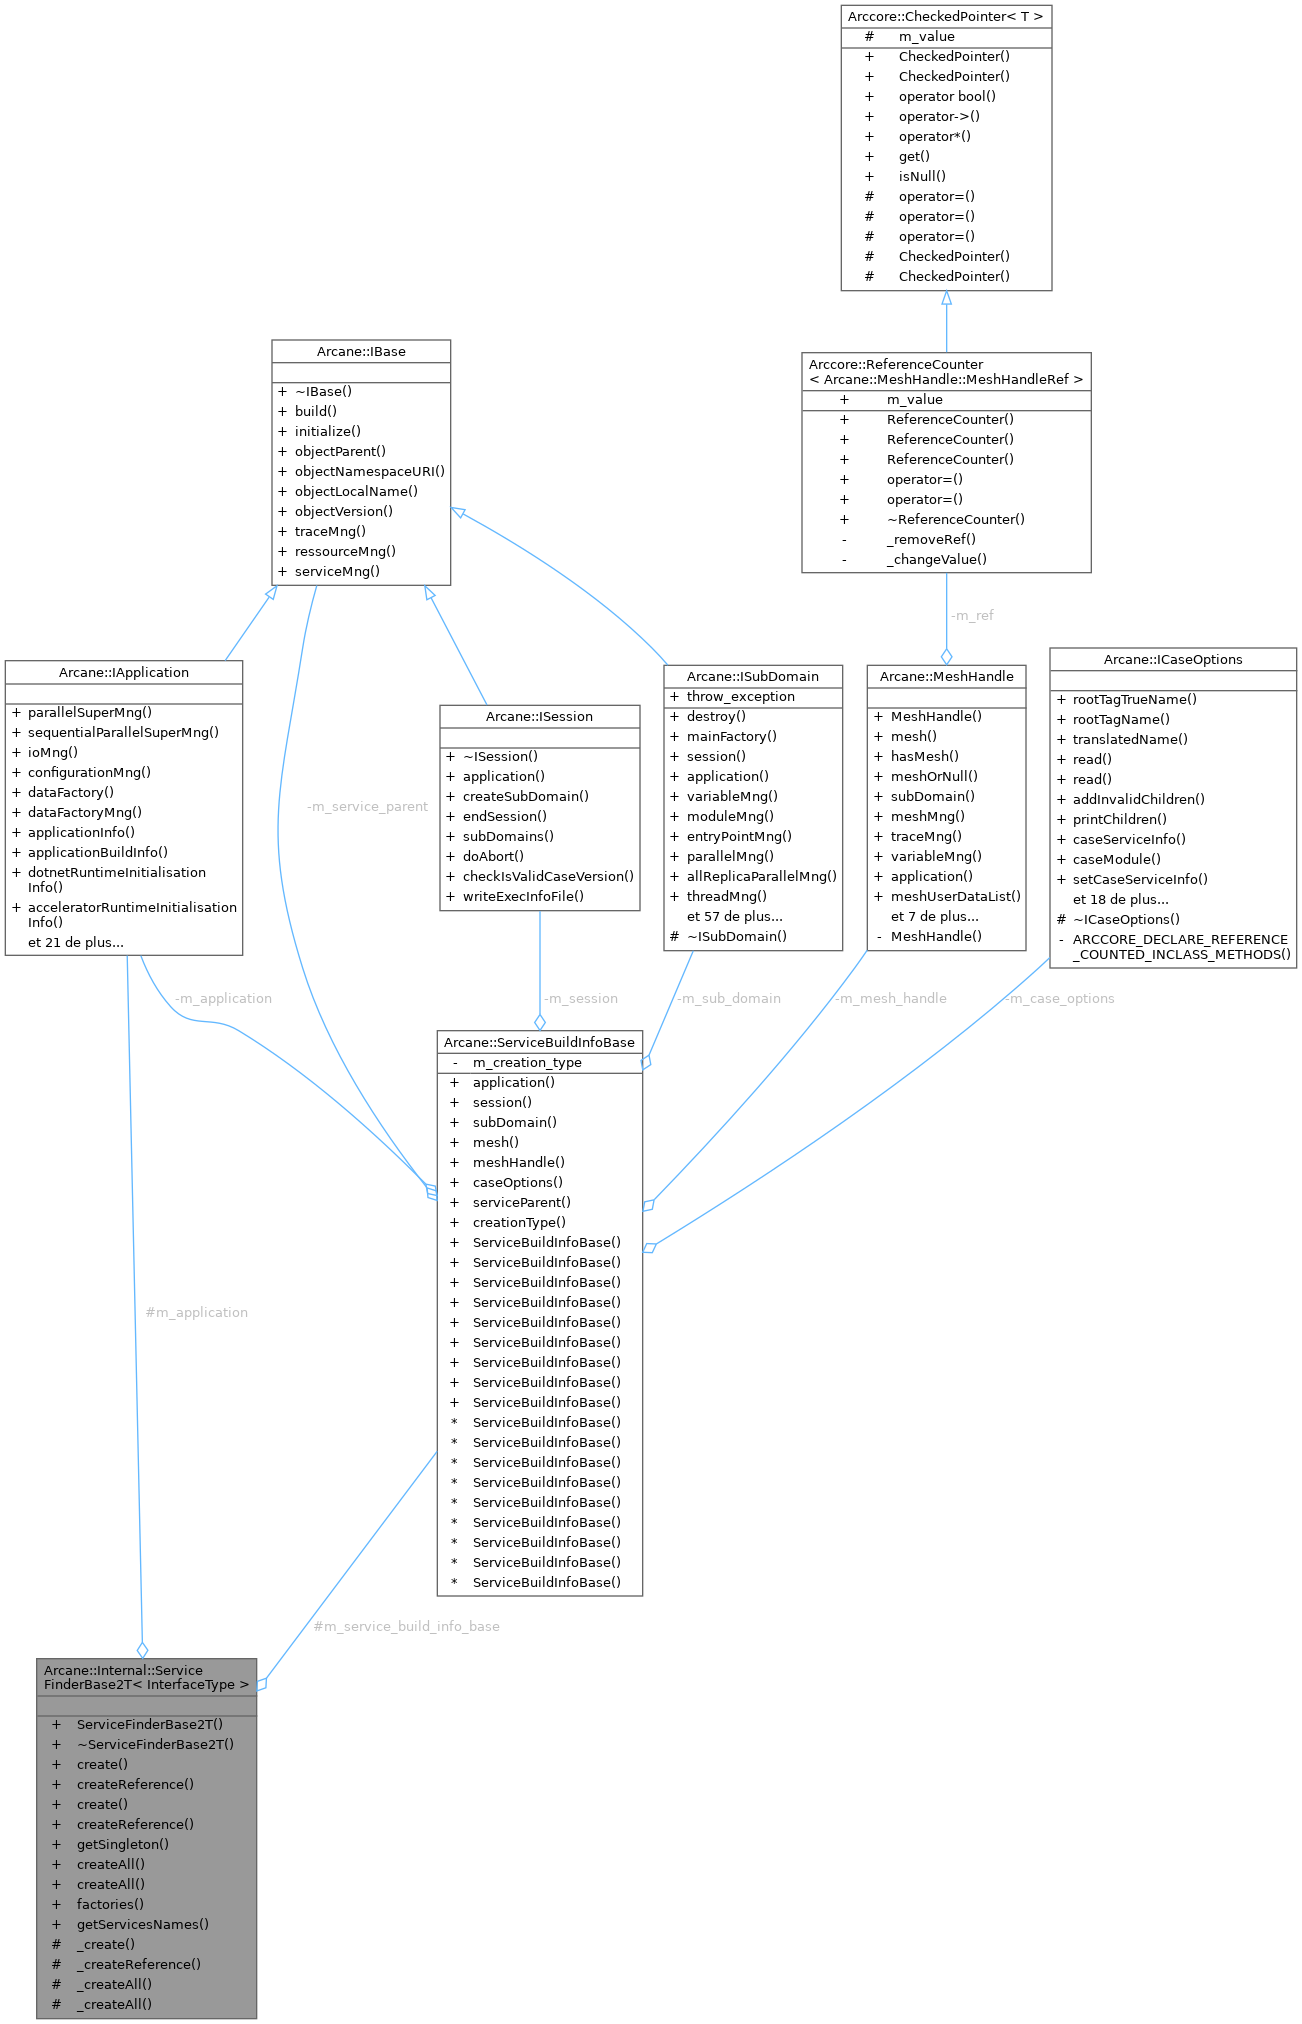 Arccore::CheckedPointer< T >
# m_value
+ CheckedPointer()
+ CheckedPointer()
+ operator bool()
+ operator->()
+ operator*()
+ get()
+ isNull()
# operator=()
# operator=()
# operator=()
# CheckedPointer()
# CheckedPointer()
Arcane::IBase
+ ~IBase()
+ build()
+ initialize()
+ objectParent()
+ objectNamespaceURI()
+ objectLocalName()
+ objectVersion()
+ traceMng()
+ ressourceMng()
+ serviceMng()
Arccore::ReferenceCounter
< Arcane::MeshHandle::MeshHandleRef >
+ m_value
+ ReferenceCounter()
+ ReferenceCounter()
+ ReferenceCounter()
+ operator=()
+ operator=()
+ ~ReferenceCounter()
- _removeRef()
- _changeValue()
-m_ref
Arcane::IApplication
+ parallelSuperMng()
+ sequentialParallelSuperMng()
+ ioMng()
+ configurationMng()
+ dataFactory()
+ dataFactoryMng()
+ applicationInfo()
+ applicationBuildInfo()
+ dotnetRuntimeInitialisation
Info()
+ acceleratorRuntimeInitialisation
Info()
et 21 de plus...
-m_service_parent
Arcane::ISession
+ ~ISession()
+ application()
+ createSubDomain()
+ endSession()
+ subDomains()
+ doAbort()
+ checkIsValidCaseVersion()
+ writeExecInfoFile()
Arcane::ISubDomain
+ throw_exception
+ destroy()
+ mainFactory()
+ session()
+ application()
+ variableMng()
+ moduleMng()
+ entryPointMng()
+ parallelMng()
+ allReplicaParallelMng()
+ threadMng()
et 57 de plus...
# ~ISubDomain()
Arcane::MeshHandle
+ MeshHandle()
+ mesh()
+ hasMesh()
+ meshOrNull()
+ subDomain()
+ meshMng()
+ traceMng()
+ variableMng()
+ application()
+ meshUserDataList()
et 7 de plus...
- MeshHandle()
Arcane::ICaseOptions
+ rootTagTrueName()
+ rootTagName()
+ translatedName()
+ read()
+ read()
+ addInvalidChildren()
+ printChildren()
+ caseServiceInfo()
+ caseModule()
+ setCaseServiceInfo()
et 18 de plus...
# ~ICaseOptions()
- ARCCORE_DECLARE_REFERENCE
_COUNTED_INCLASS_METHODS()
-m_application
-m_session
-m_sub_domain
-m_mesh_handle
-m_case_options
Arcane::ServiceBuildInfoBase
- m_creation_type
+ application()
+ session()
+ subDomain()
+ mesh()
+ meshHandle()
+ caseOptions()
+ serviceParent()
+ creationType()
+ ServiceBuildInfoBase()
+ ServiceBuildInfoBase()
+ ServiceBuildInfoBase()
+ ServiceBuildInfoBase()
+ ServiceBuildInfoBase()
+ ServiceBuildInfoBase()
+ ServiceBuildInfoBase()
+ ServiceBuildInfoBase()
+ ServiceBuildInfoBase()
* ServiceBuildInfoBase()
* ServiceBuildInfoBase()
* ServiceBuildInfoBase()
* ServiceBuildInfoBase()
* ServiceBuildInfoBase()
* ServiceBuildInfoBase()
* ServiceBuildInfoBase()
* ServiceBuildInfoBase()
* ServiceBuildInfoBase()
#m_application
#m_service_build_info_base
Arcane::Internal::Service
FinderBase2T< InterfaceType >
+ ServiceFinderBase2T()
+ ~ServiceFinderBase2T()
+ create()
+ createReference()
+ create()
+ createReference()
+ getSingleton()
+ createAll()
+ createAll()
+ factories()
+ getServicesNames()
# _create()
# _createReference()
# _createAll()
# _createAll()